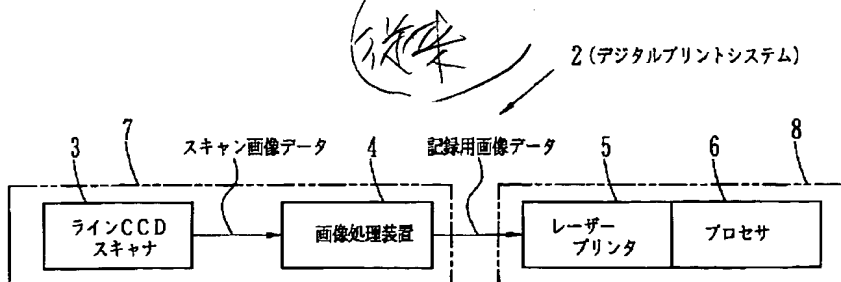 従来
2(デジタルプリントシステム)
3
7
スキャン画像データ
4
記録用画像データ
5
6
8
ラインCCD
スキャナ
画像処理装置
レーザー
プリンタ
プロセサ